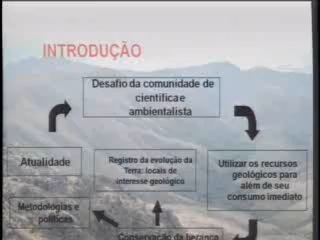 INTRODUÇÃO
Desafio da comunidade de
cientifica e
ambientalista
Atualidade
Registro da evolução da
Terra: locais de
interesse geológico
Utilizar os recursos
geológicos para
além de seu
consumo imediato
Metodologias e
políticas
Conservação da herança